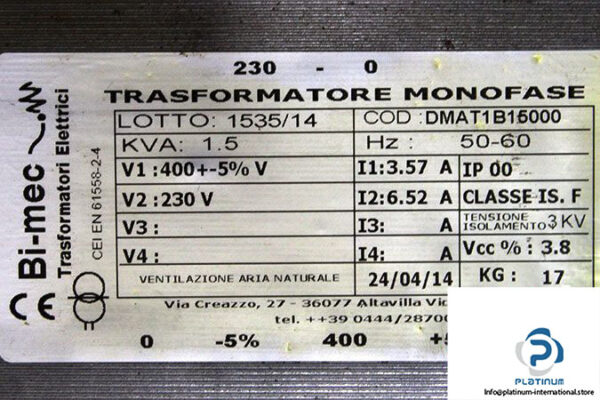 230 - 0
TRASFORMATORE MONOFASE
LOTTO: 1535/14 COD : DMAT1B15000
KVA: 1.5 Hz : 50-60
V1 : 400+-5% V I1: 3.57 A IP 00
V2 : 230 V I2: 6.52 A CLASSE IS. F
V3 : I3: A TENSIONE ISOLAMENTO 3 KV
V4 : I4: A Vcc % : 3.8
VENTILAZIONE ARIA NATURALE 24/04/14 KG : 17
Via Creazzo, 27 - 36077 Altavilla
tel. ++39 0444/2870
0 -5% 400
Bi-mec
Trasformatori Elettrici
CEI EN 61558-2-4
CE
PLATINUM
Info@platinum-international.store